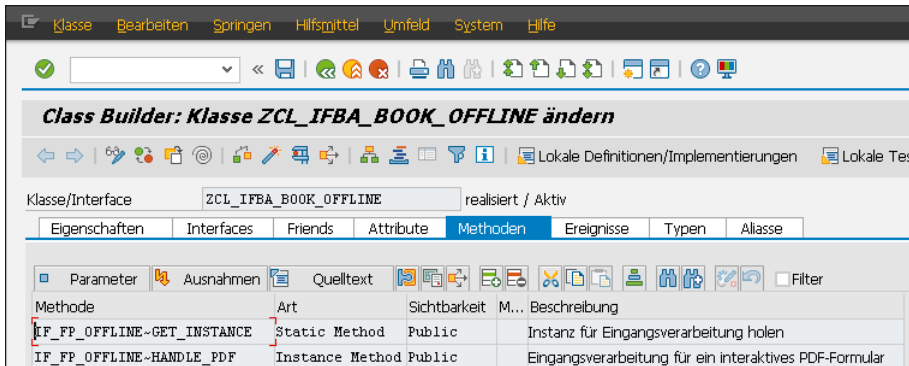 Klasse Bearbeiten Springen Hilfsmittel Umfeld System Hilfe
Class Builder: Klasse ZCL_IFBA_BOOK_OFFLINE ändern
Lokale Definitionen/Implementierungen Lokale Tes
Klasse/Interface ZCL_IFBA_BOOK_OFFLINE realisiert / Aktiv
Eigenschaften Interfaces Friends Attribute Methoden Ereignisse Typen Aliasse
Parameter Ausnahmen Quelltext Filter
Methode Art Sichtbarkeit M... Beschreibung
IF_FP_OFFLINE~GET_INSTANCE Static Method Public Instanz für Eingangsverarbeitung holen
IF_FP_OFFLINE~HANDLE_PDF Instance Method Public Eingangsverarbeitung für ein interaktives PDF-Formular